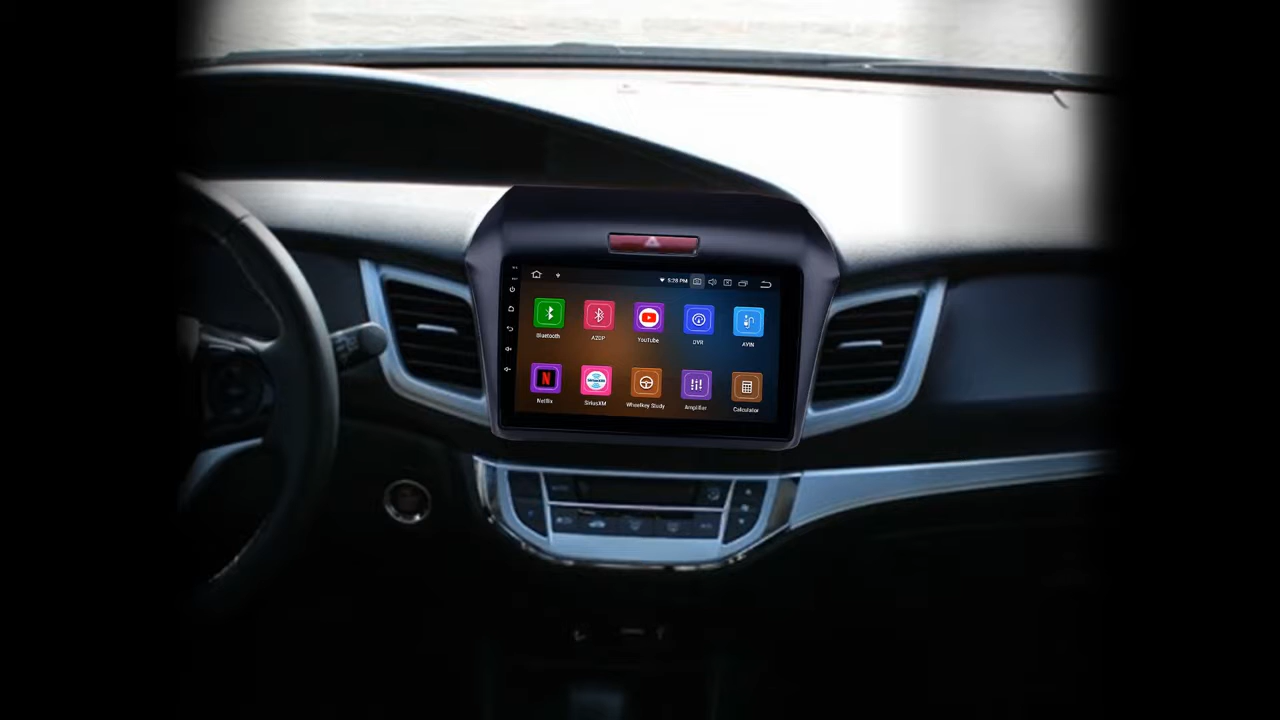 5:28 PM
Bluetooth
A2DP
YouTube
DVR
AVIN
Netflix
SiriusXM
Wheelkey Study
Amplifier
Calculator